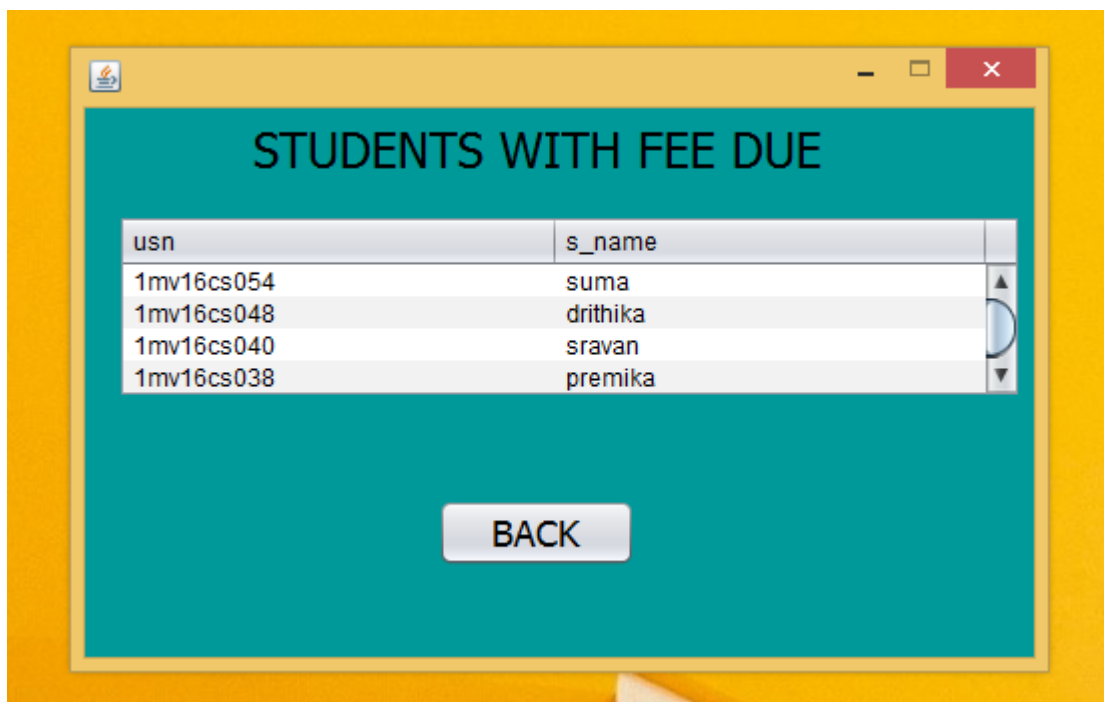 STUDENTS WITH FEE DUE
usn s_name
1mv16cs054 suma
1mv16cs048 drithika
1mv16cs040 sravan
1mv16cs038 premika
BACK